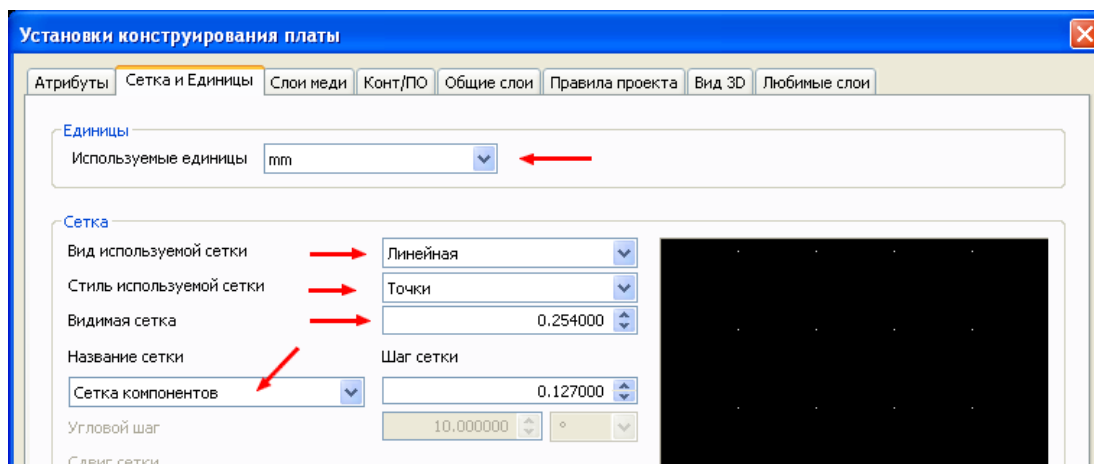 Установки конструирования платы
Атрибуты Сетка и Единицы Слои меди Конт/ПО Общие слои Правила проекта Вид 3D Любимые слои
Единицы
Используемые единицы mm
Сетка
Вид используемой сетки Линейная
Стиль используемой сетки Точки
Видимая сетка 0.254000
Название сетки Шаг сетки
Сетка компонентов 0.127000
Угловой шаг 10.000000 °
Сдвиг сетки